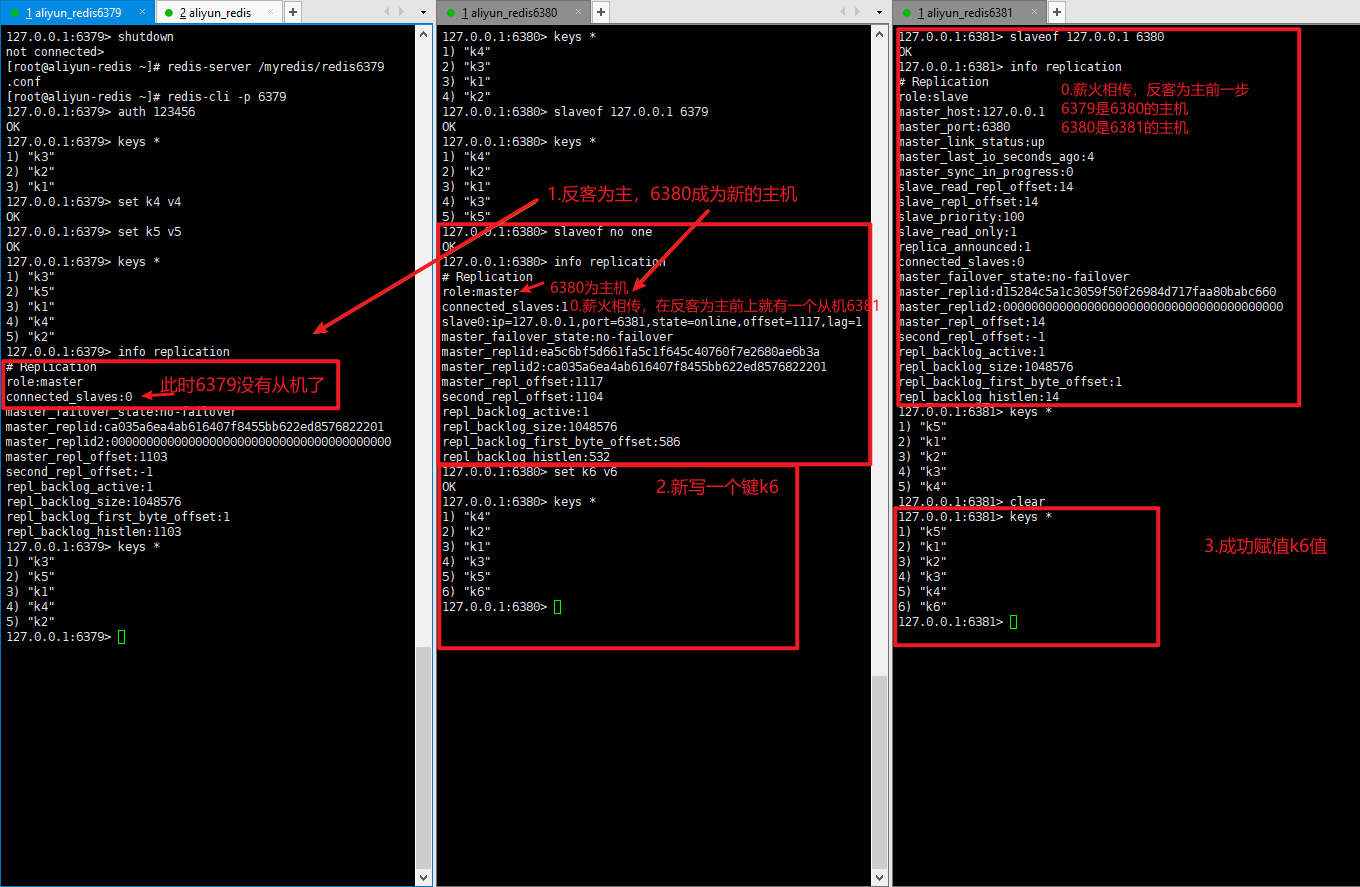 1 aliyun_redis6379 ×
2 aliyun_redis ×
+
127.0.0.1:6379> shutdown
not connected>
[root@aliyun-redis ~]# redis-server /myredis/redis6379
.conf
[root@aliyun-redis ~]# redis-cli -p 6379
127.0.0.1:6379> auth 123456
OK
127.0.0.1:6379> keys *
1) "k3"
2) "k2"
3) "k1"
127.0.0.1:6379> set k4 v4
OK
127.0.0.1:6379> set k5 v5
OK
127.0.0.1:6379> keys *
1) "k3"
2) "k5"
3) "k1"
4) "k4"
5) "k2"
127.0.0.1:6379> info replication
# Replication
role:master
connected_slaves:0
此时6379没有从机了
master_failover_state:no-failover
master_replid:ca035a6ea4ab616407f8455bb622ed8576822201
master_replid2:0000000000000000000000000000000000000000
master_repl_offset:1103
second_repl_offset:-1
repl_backlog_active:1
repl_backlog_size:1048576
repl_backlog_first_byte_offset:1
repl_backlog_histlen:1103
127.0.0.1:6379> keys *
1) "k3"
2) "k5"
3) "k1"
4) "k4"
5) "k2"
127.0.0.1:6379>
1 aliyun_redis6380 ×
+
127.0.0.1:6380> keys *
1) "k4"
2) "k3"
3) "k1"
4) "k2"
127.0.0.1:6380> slaveof 127.0.0.1 6379
OK
127.0.0.1:6380> keys *
1) "k4"
2) "k2"
3) "k1"
4) "k3"
5) "k5"
1.反客为主，6380成为新的主机
127.0.0.1:6380> slaveof no one
OK
127.0.0.1:6380> info replication
# Replication
role:master
6380为主机
connected_slaves:1
0.薪火相传，在反客为主前上就有一个从机6381
slave0:ip=127.0.0.1,port=6381,state=online,offset=1117,lag=1
master_failover_state:no-failover
master_replid:ea5c6bf5d661fa5c1f645c40760f7e2680ae6b3a
master_replid2:ca035a6ea4ab616407f8455bb622ed8576822201
master_repl_offset:1117
second_repl_offset:1104
repl_backlog_active:1
repl_backlog_size:1048576
repl_backlog_first_byte_offset:586
repl_backlog_histlen:532
127.0.0.1:6380> set k6 v6
OK
2.新写一个键k6
127.0.0.1:6380> keys *
1) "k4"
2) "k2"
3) "k1"
4) "k3"
5) "k5"
6) "k6"
127.0.0.1:6380>
1 aliyun_redis6381 ×
+
127.0.0.1:6381> slaveof 127.0.0.1 6380
OK
127.0.0.1:6381> info replication
# Replication
role:slave
master_host:127.0.0.1
master_port:6380
0.薪火相传，反客为主前一步
6379是6380的主机
6380是6381的主机
master_link_status:up
master_last_io_seconds_ago:4
master_sync_in_progress:0
slave_read_repl_offset:14
slave_repl_offset:14
slave_priority:100
slave_read_only:1
replica_announced:1
connected_slaves:0
master_failover_state:no-failover
master_replid:d15284c5a1c3059f50f26984d717faa80babc660
master_replid2:0000000000000000000000000000000000000000
master_repl_offset:14
second_repl_offset:-1
repl_backlog_active:1
repl_backlog_size:1048576
repl_backlog_first_byte_offset:1
repl_backlog_histlen:14
127.0.0.1:6381> keys *
1) "k5"
2) "k1"
3) "k2"
4) "k3"
5) "k4"
127.0.0.1:6381> clear
127.0.0.1:6381> keys *
1) "k5"
2) "k1"
3) "k2"
4) "k3"
5) "k4"
6) "k6"
127.0.0.1:6381>
3.成功赋值k6值